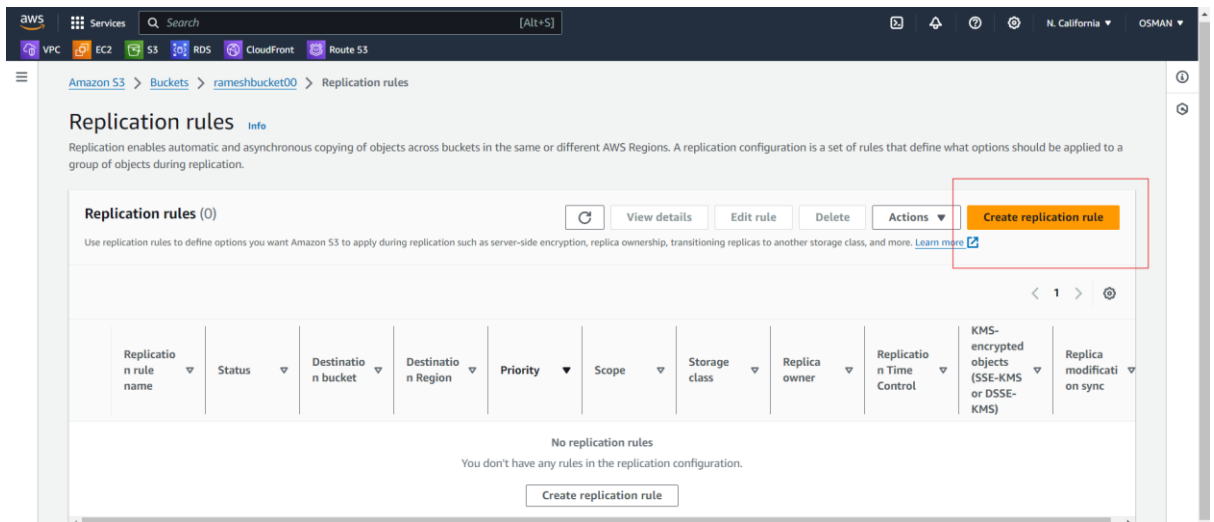 aws
Services
Search
[Alt+S]
N. California
OSMAN
VPC
EC2
S3
RDS
CloudFront
Route 53
Amazon S3 > Buckets > rameshbucket00 > Replication rules
Replication rules Info
Replication enables automatic and asynchronous copying of objects across buckets in the same or different AWS Regions. A replication configuration is a set of rules that define what options should be applied to a
group of objects during replication.
Replication rules (0)
View details
Edit rule
Delete
Actions
Create replication rule
Use replication rules to define options you want Amazon S3 to apply during replication such as server-side encryption, replica ownership, transitioning replicas to another storage class, and more. Learn more
1
Replicatio
n rule
name
Status
Destinatio
n bucket
Destinatio
n Region
Priority
Scope
Storage
class
Replica
owner
Replicatio
n Time
Control
KMS-
encrypted
objects
(SSE-KMS
or DSSE-
KMS)
Replica
modificati
on sync
No replication rules
You don't have any rules in the replication configuration.
Create replication rule